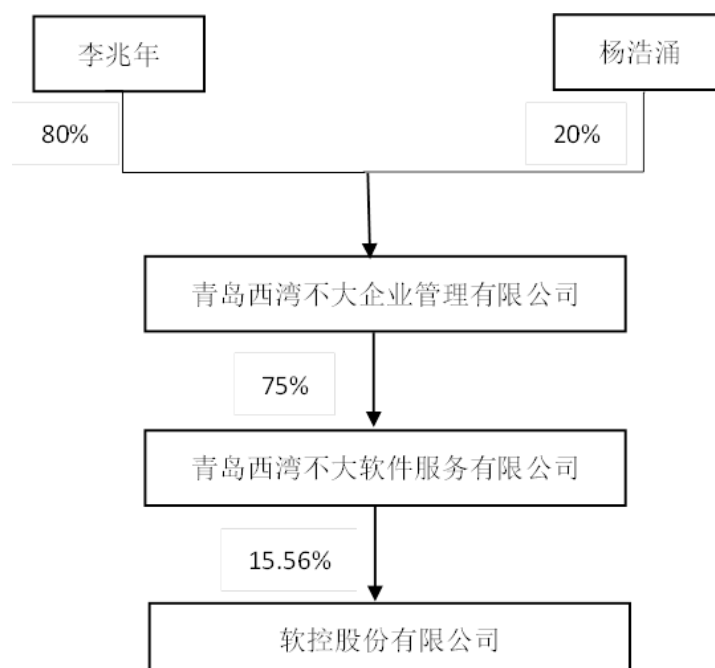 李兆年
杨浩涌
80%
20%
青岛西湾不大企业管理有限公司
75%
青岛西湾不大软件服务有限公司
15.56%
软控股份有限公司